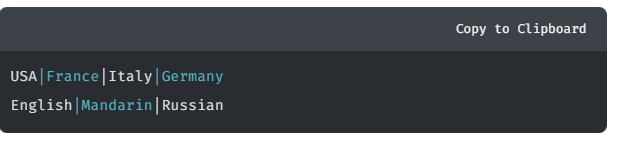 Copy to Clipboard
USA|France|Italy|Germany
English|Mandarin|Russian